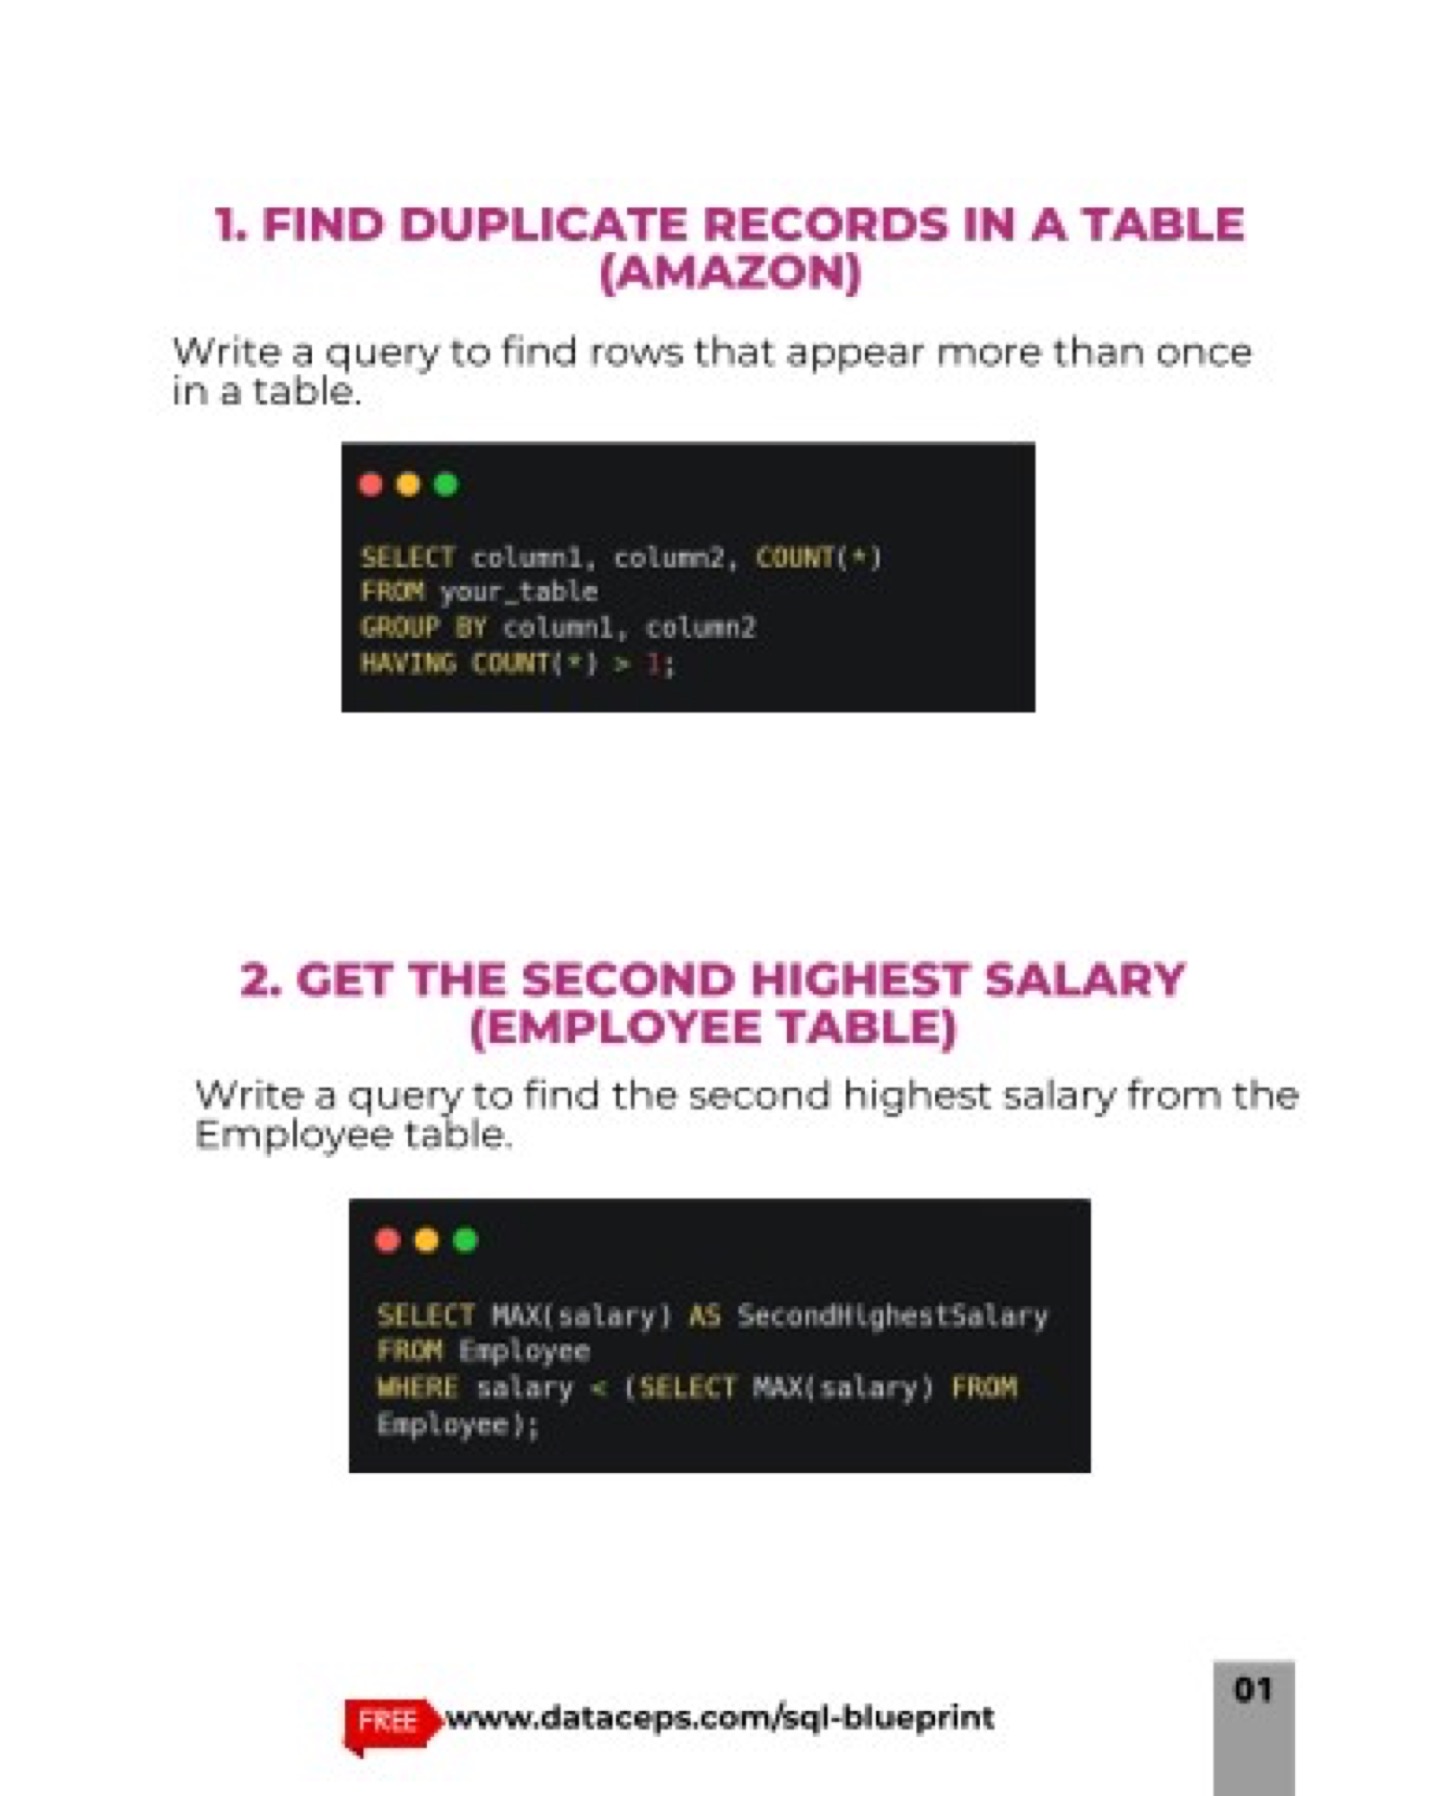 1. FIND DUPLICATE RECORDS IN A TABLE
(AMAZON)
Write a query to find rows that appear more than once
in a table.
SELECT column1, column2, COUNT(*)
FROM your_table
GROUP BY column1, column2
HAVING COUNT(*) > 1;
2. GET THE SECOND HIGHEST SALARY
(EMPLOYEE TABLE)
Write a query to find the second highest salary from the
Employee table.
SELECT MAX(salary) AS SecondHighestSalary
FROM Employee
WHERE salary < (SELECT MAX(salary) FROM
Employee);
FREE www.dataceps.com/sql-blueprint
01